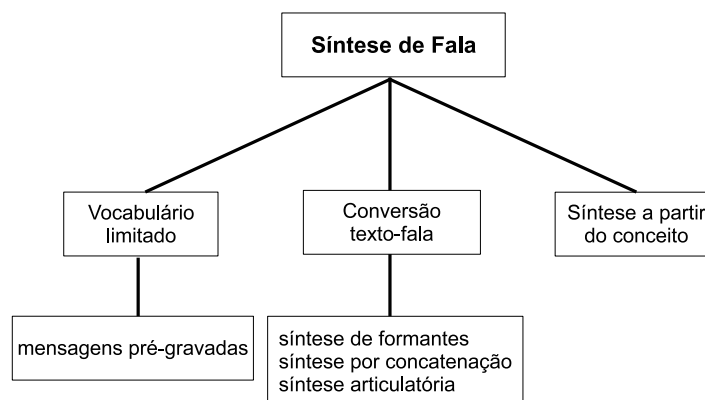 Síntese de Fala
Vocabulário
limitado
Conversão
texto-fala
Síntese a partir
do conceito
mensagens pré-gravadas
síntese de formantes
síntese por concatenação
síntese articulatória